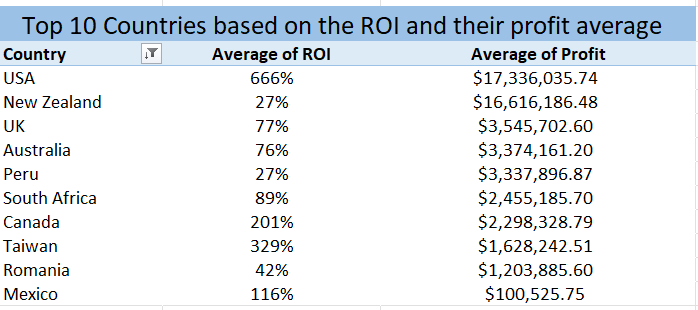 Top 10 Countries based on the ROI and their profit average
Country Average of ROI Average of Profit
USA 666% $17,336,035.74
New Zealand 27% $16,616,186.48
UK 77% $3,545,702.60
Australia 76% $3,374,161.20
Peru 27% $3,337,896.87
South Africa 89% $2,455,185.70
Canada 201% $2,298,328.79
Taiwan 329% $1,628,242.51
Romania 42% $1,203,885.60
Mexico 116% $100,525.75